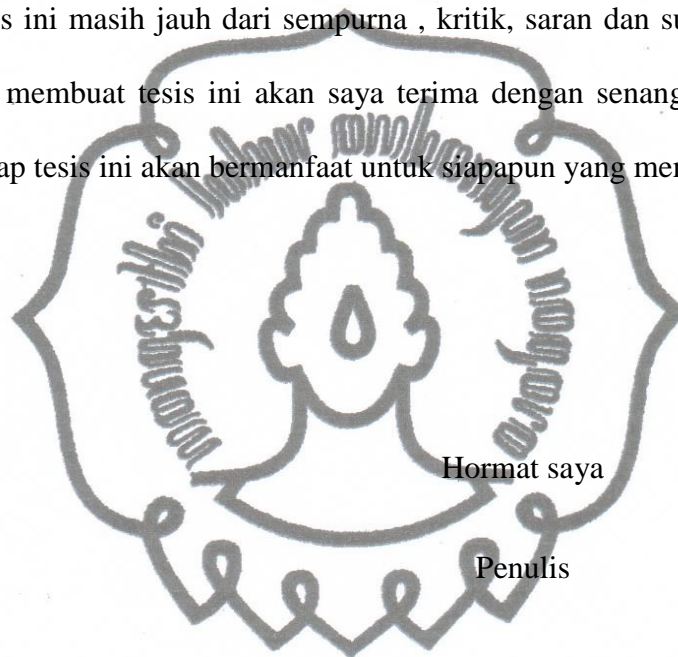 s ini masih jauh dari sempurna , kritik, saran dan su
membuat tesis ini akan saya terima dengan senang
ap tesis ini akan bermanfaat untuk siapapun yang
Hormat saya
Penulis